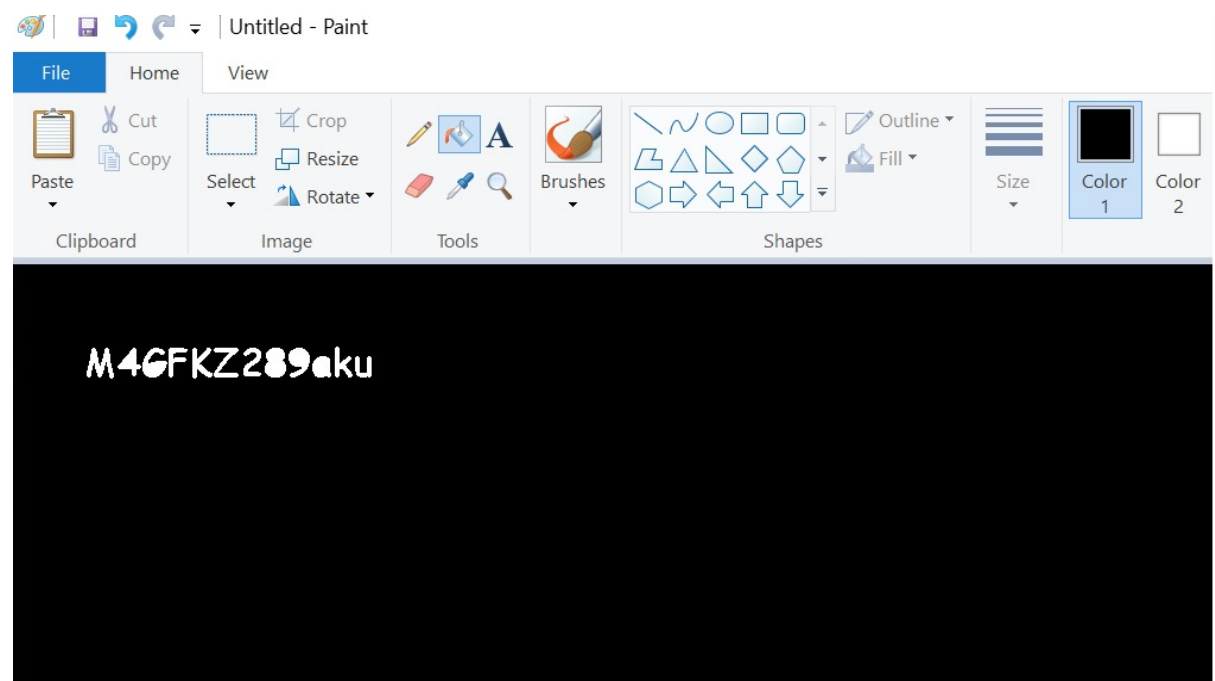 Untitled - Paint
File Home View
Paste Cut Copy Select Crop Resize Rotate A Brushes Outline Fill Size Color 1 Color 2
Clipboard Image Tools Shapes
M4GFKZ289aku